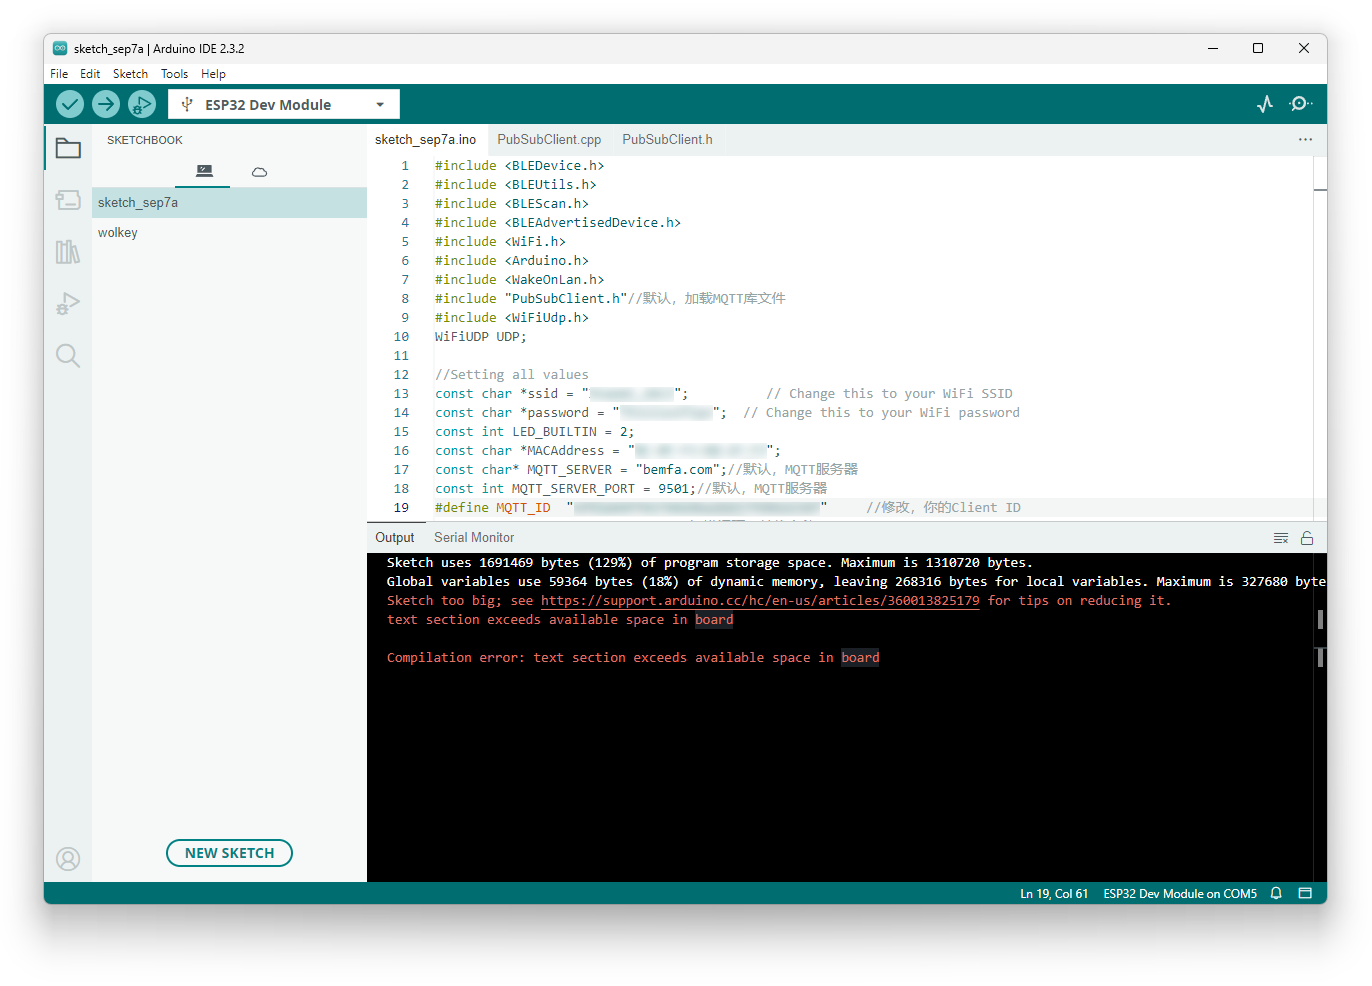 sketch_sep7a | Arduino IDE 2.3.2
File Edit Sketch Tools Help
ESP32 Dev Module
SKETCHBOOK
sketch_sep7a
wolkey
NEW SKETCH
sketch_sep7a.ino PubSubClient.cpp PubSubClient.h
1 #include <BLEDevice.h>
2 #include <BLEUtils.h>
3 #include <BLEScan.h>
4 #include <BLEAdvertisedDevice.h>
5 #include <WiFi.h>
6 #include <Arduino.h>
7 #include <WakeOnLan.h>
8 #include "PubSubClient.h"//默认，加载MQTT库文件
9 #include <WiFiUdp.h>
10 WiFiUDP UDP;
11
12 //Setting all values
13 const char *ssid = ""; // Change this to your WiFi SSID
14 const char *password = ""; // Change this to your WiFi password
15 const int LED_BUILTIN = 2;
16 const char *MACAddress = "";
17 const char* MQTT_SERVER = "bemfa.com";//默认，MQTT服务器
18 const int MQTT_SERVER_PORT = 9501;//默认，MQTT服务器
19 #define MQTT_ID "" //修改，你的Client ID
Output Serial Monitor
Sketch uses 1691469 bytes (129%) of program storage space. Maximum is 1310720 bytes.
Global variables use 59364 bytes (18%) of dynamic memory, leaving 268316 bytes for local variables. Maximum is 327680 byte
Sketch too big; see https://support.arduino.cc/hc/en-us/articles/360013825179 for tips on reducing it.
text section exceeds available space in board
Compilation error: text section exceeds available space in board
Ln 19, Col 61 ESP32 Dev Module on COM5